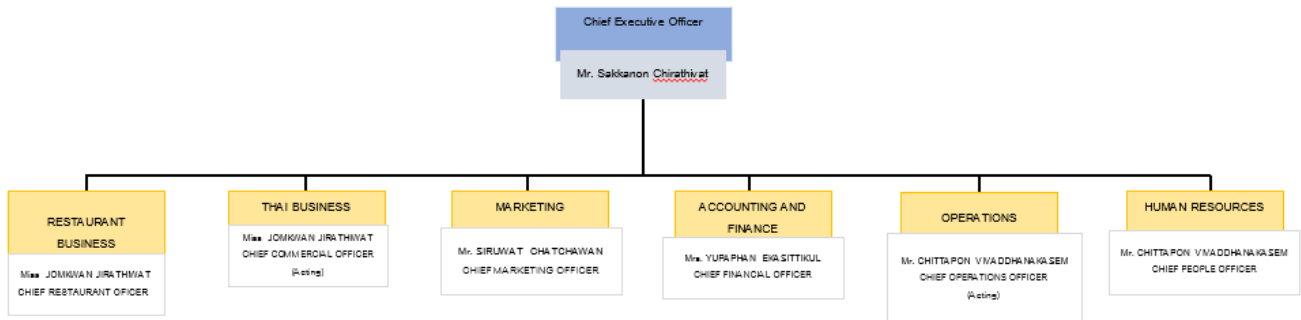 Chief Executive Officer
Mr. Sakkanon Chirathivat
RESTAURANT
BUSINESS
Miss JOMKWAN JIRATHIWAT
CHIEF RESTAURANT OFICER
THAI BUSINESS
Miss JOMKWAN JIRATHIWAT
CHIEF COMMERCIAL OFFICER
(Acting)
MARKETING
Mr. SIRUWAT CHATCHAWAN
CHIEF MARKETING OFFICER
ACCOUNTING AND
FINANCE
Mrs. YUPAPHAN EKASITTIKUL
CHIEF FINANCIAL OFFICER
OPERATIONS
Mr. CHITTAPON VIVADDHANAKASEM
CHIEF OPERATIONS OFFICER
(Acting)
HUMAN RESOURCES
Mr. CHITTAPON VIVADDHANAKASEM
CHIEF PEOPLE OFFICER